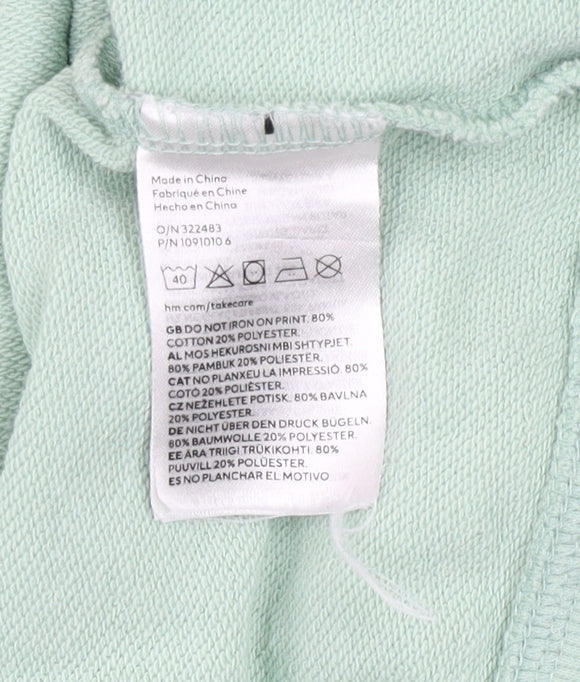 Made in China
Fabriqué en Chine
Hecho en China
O/N 322483
P/N 1091010 6
40
hm.com/takecare
GB DO NOT IRON ON PRINT. 80%
COTTON 20% POLYESTER.
AL MOS HEKUROSNI MBI SHTYPJET.
80% PAMBUK 20% POLIESTËR.
CAT NO PLANXEU LA IMPRESSIÓ. 80%
COTÓ 20% POLIÈSTER.
CZ NEŽEHLETE POTISK. 80% BAVLNA
20% POLYESTER.
DE NICHT ÜBER DEN DRUCK BÜGELN.
80% BAUMWOLLE 20% POLYESTER.
EE ÄRA TRIIGI TRÜKIKOHTI. 80%
PUUVILL 20% POLÜESTER.
ES NO PLANCHAR EL MOTIVO